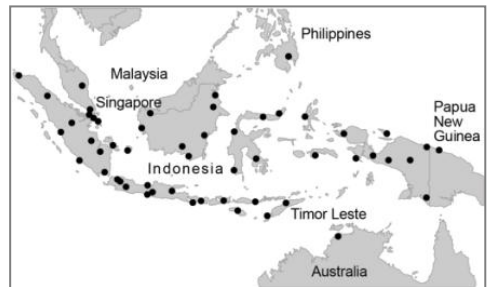 Philippines
Malaysia
Singapore
Papua
New
Guinea
Indonesia
Timor Leste
Australia